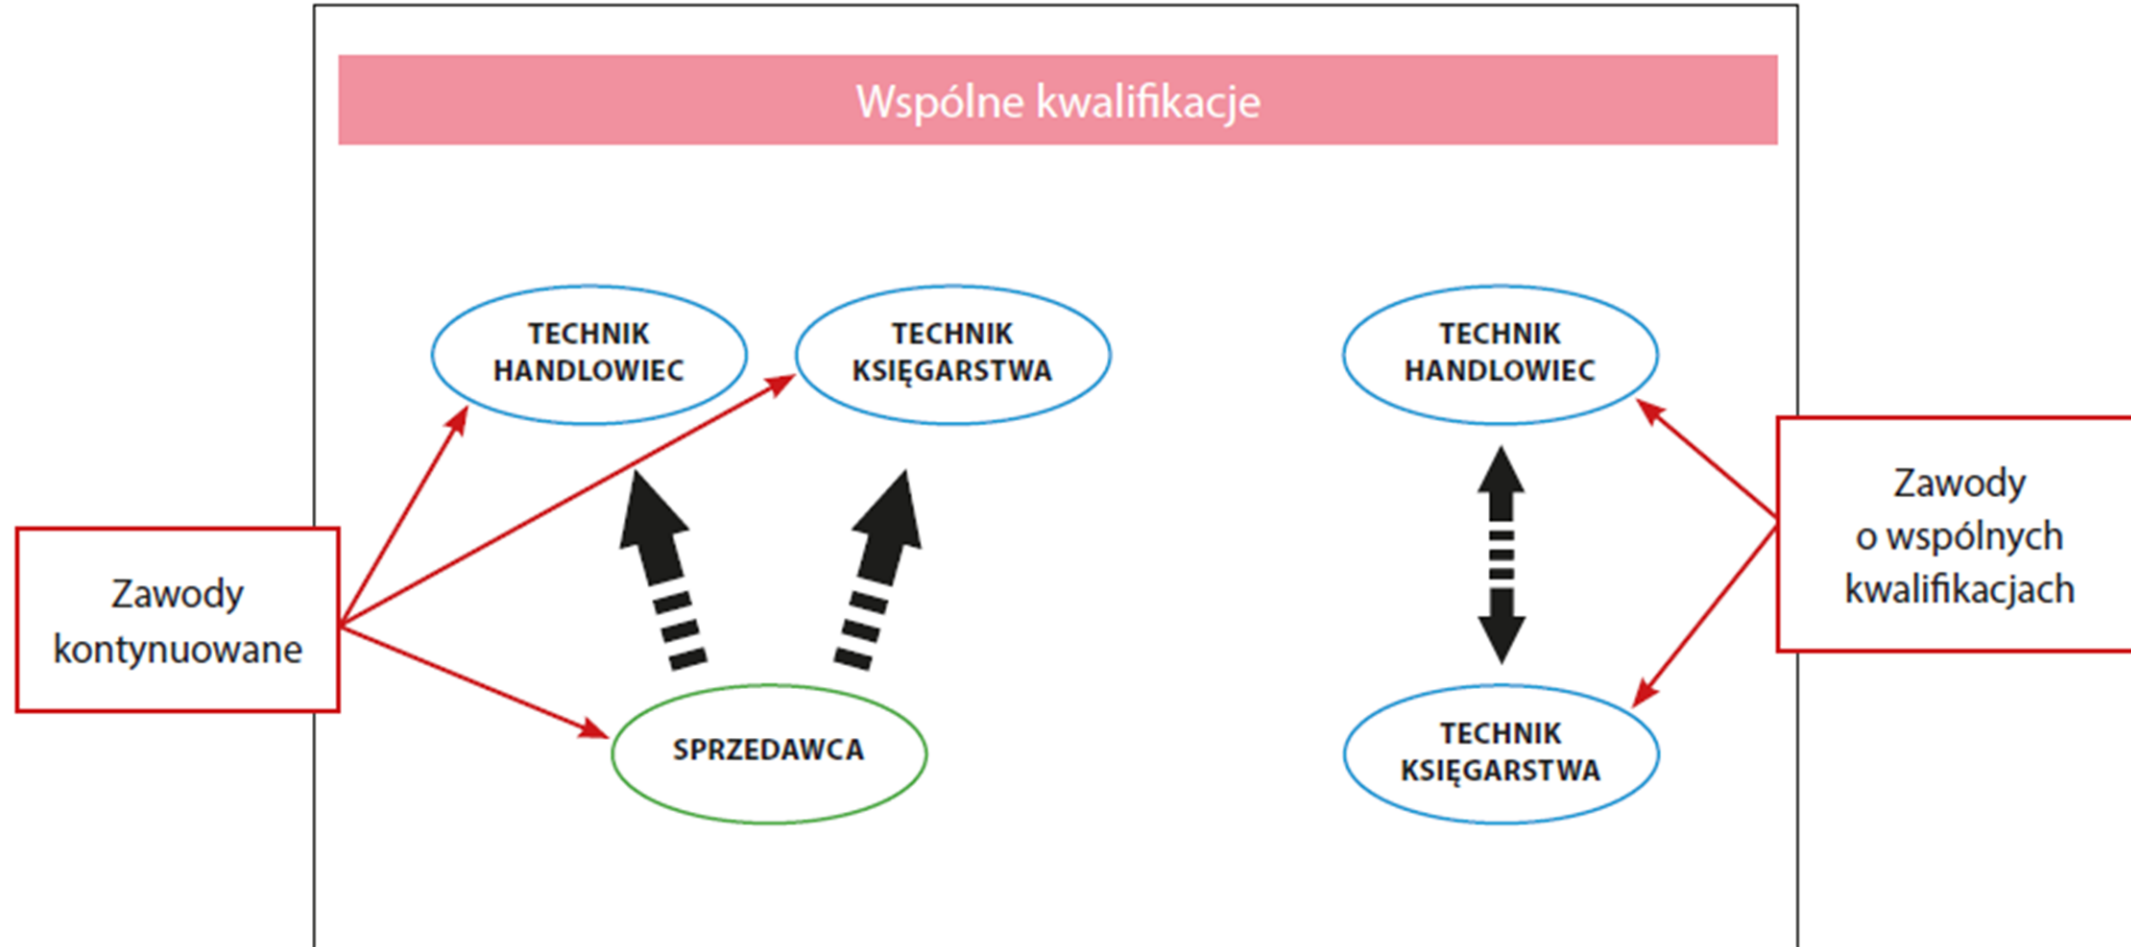 Wspólne kwalifikacje
TECHNIK
HANDLOWIEC
TECHNIK
KSIĘGARSTWA
TECHNIK
HANDLOWIEC
Zawody
kontynuowane
Zawody
o wspólnych
kwalifikacjach
SPRZEDAWCA
TECHNIK
KSIĘGARSTWA